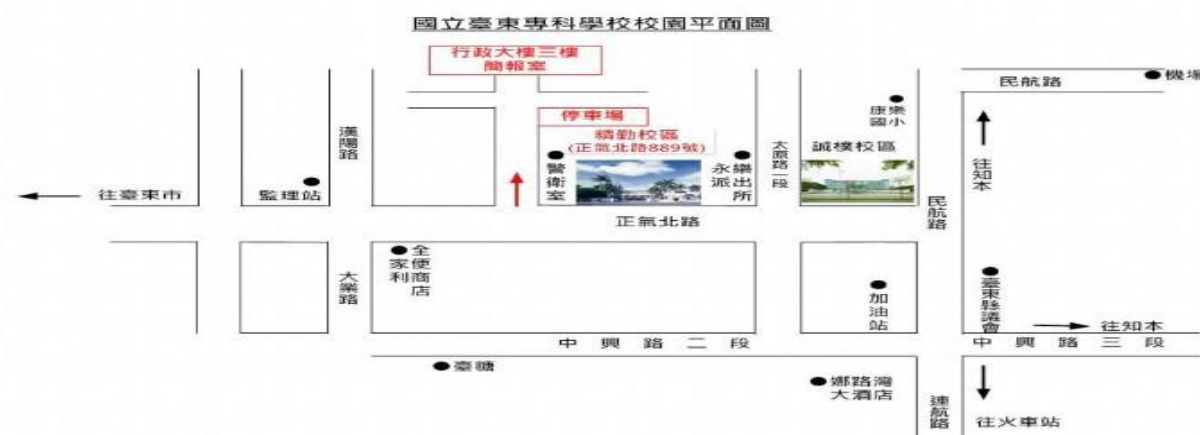 國立臺東專科學校校園平面圖
行政大樓三樓
簡報室
民航路
機場
停車場
康樂
國小
漢陽路
精勤校區
(正氣北路889號)
太原路一段
誠樸校區
警衛室
永樂
派出所
往知本
往臺東市
監理站
民航路
正氣北路
全家
便利
商店
大業路
加油站
臺東縣議會
往知本
中興路二段
中興路三段
臺糖
娜路灣
大酒店
連航路
往火車站